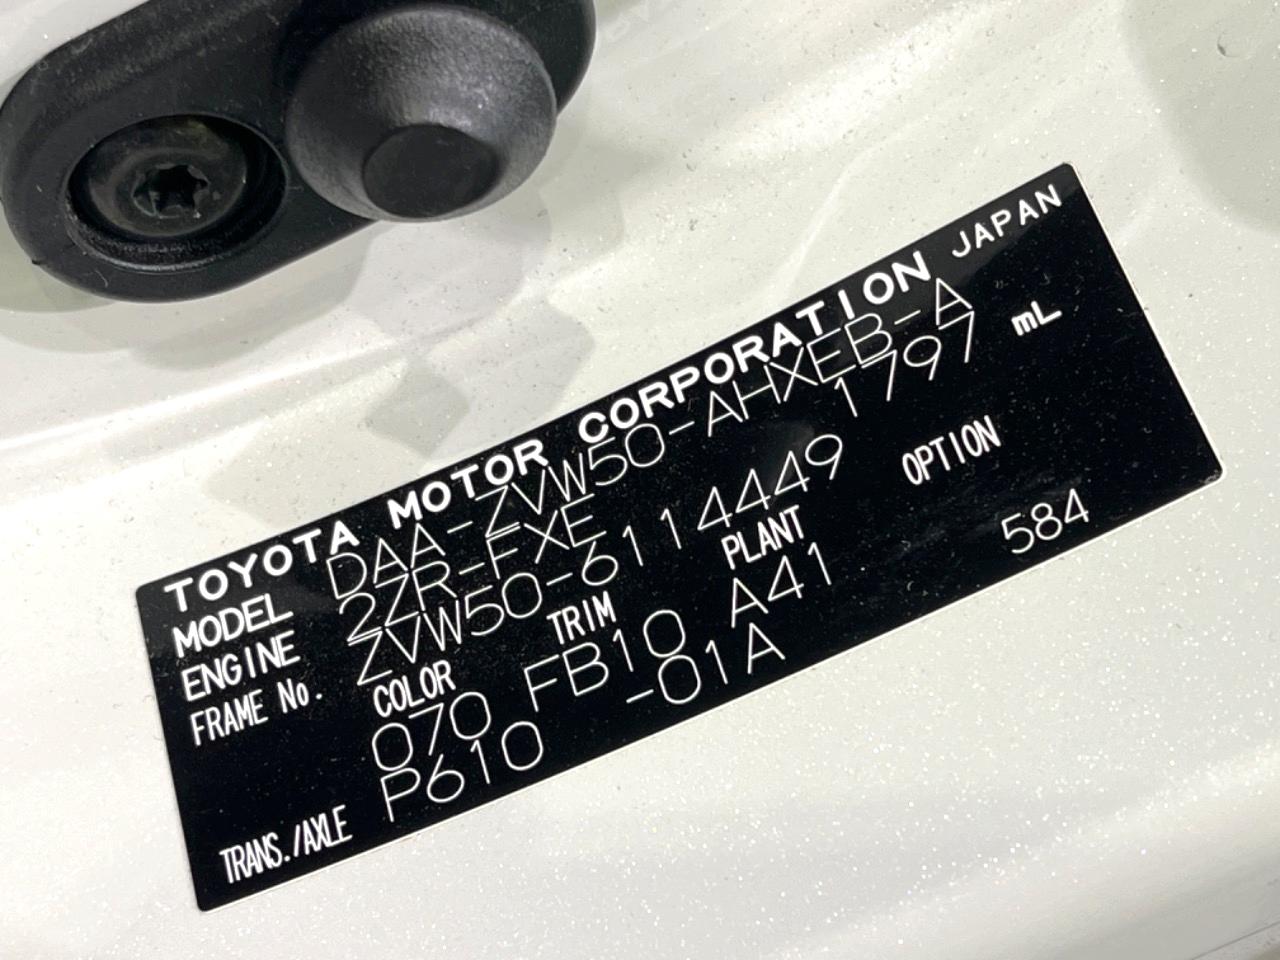 TOYOTA MOTOR CORPORATION JAPAN
MODEL DAA-ZVW50-AHXEB-A
ENGINE 2ZR-FXE 1797 mL
FRAME No. ZVW50-6114449
COLOR TRIM PLANT OPTION
070 FB10 A41 584
TRANS./AXLE P610 -01A